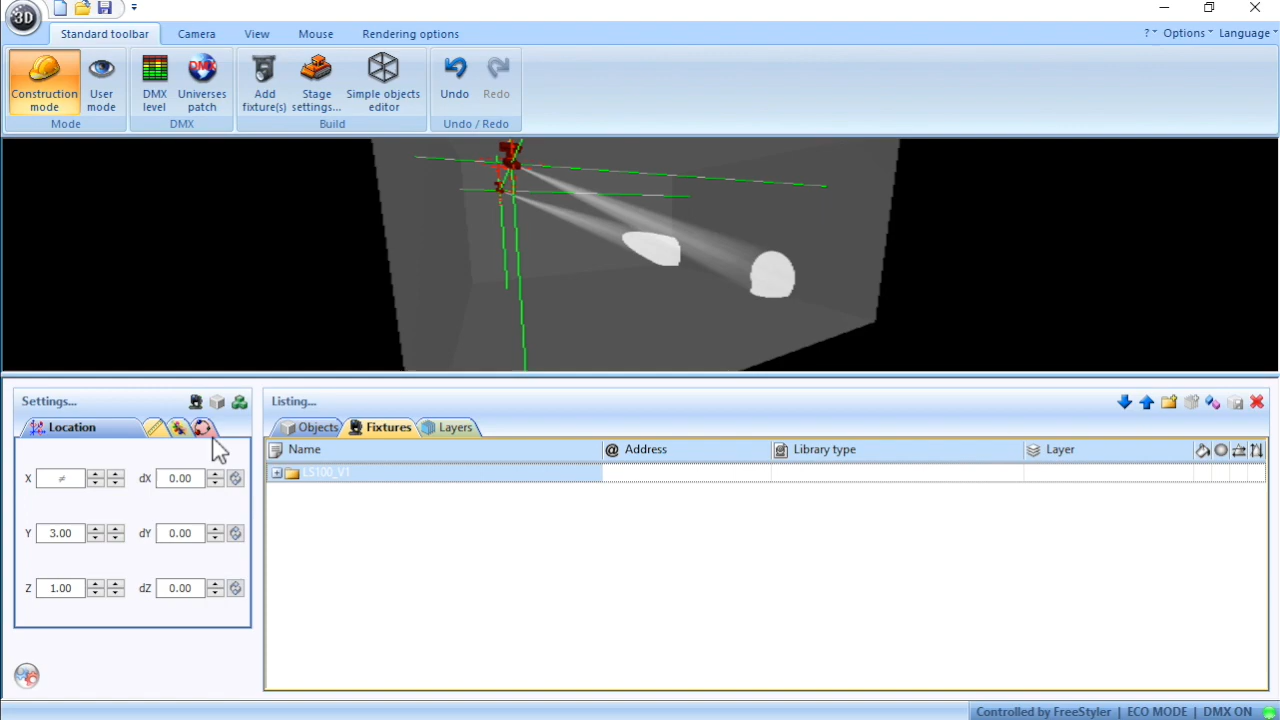 3D
Standard toolbar Camera View Mouse Rendering options
? Options Language
Construction mode
User mode
DMX level
Universes patch
Add fixture(s)
Stage settings...
Simple objects editor
Undo
Redo
Mode DMX Build Undo / Redo
Settings...
Location
X ≠ dX 0.00
Y 3.00 dY 0.00
Z 1.00 dZ 0.00
Listing...
Objects Fixtures Layers
Name @ Address Library type Layer
LS100_V1
Controlled by FreeStyler ECO MODE DMX ON